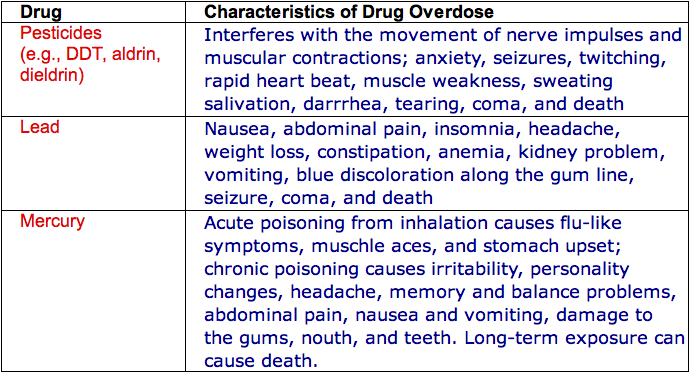 Drug Characteristics of Drug Overdose
Pesticides
(e.g., DDT, aldrin,
dieldrin)
Interferes with the movement of nerve impulses and
muscular contractions; anxiety, seizures, twitching,
rapid heart beat, muscle weakness, sweating
salivation, darrrhea, tearing, coma, and death
Lead
Nausea, abdominal pain, insomnia, headache,
weight loss, constipation, anemia, kidney problem,
vomiting, blue discoloration along the gum line,
seizure, coma, and death
Mercury
Acute poisoning from inhalation causes flu-like
symptoms, muschle aces, and stomach upset;
chronic poisoning causes irritability, personality
changes, headache, memory and balance problems,
abdominal pain, nausea and vomiting, damage to
the gums, nouth, and teeth. Long-term exposure can
cause death.